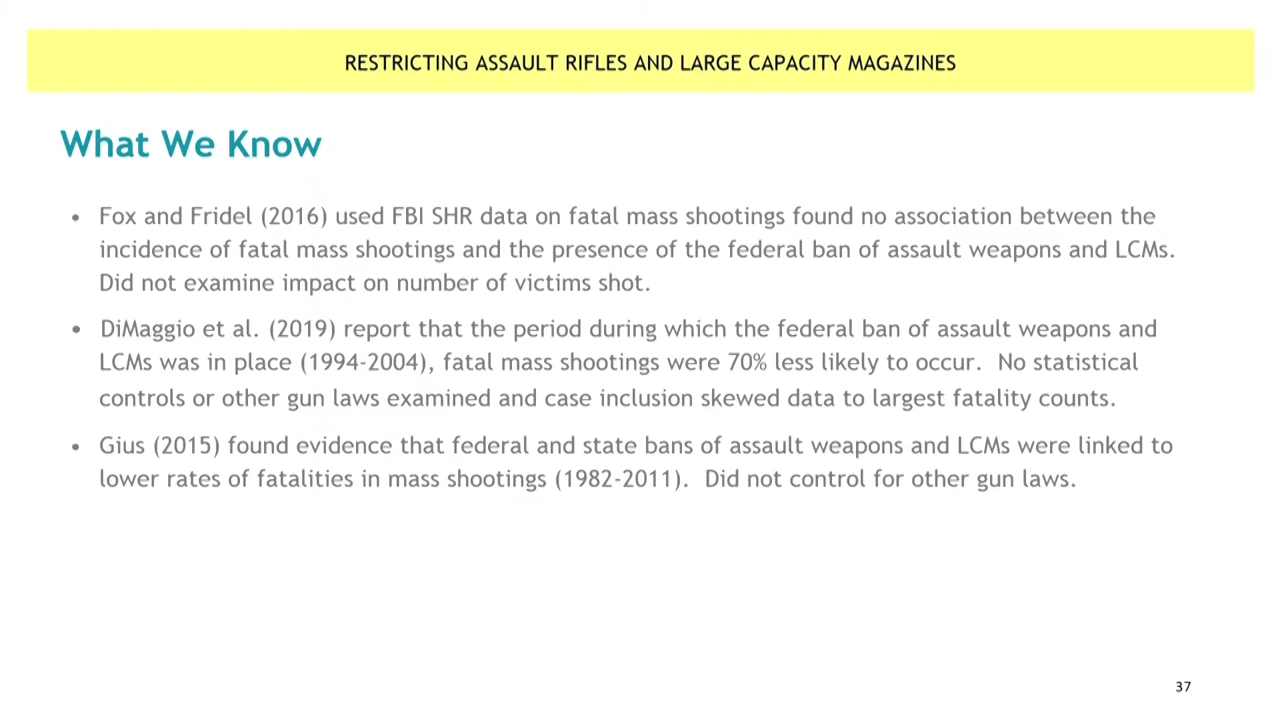 RESTRICTING ASSAULT RIFLES AND LARGE CAPACITY MAGAZINES
What We Know
• Fox and Fridel (2016) used FBI SHR data on fatal mass shootings found no association between the
incidence of fatal mass shootings and the presence of the federal ban of assault weapons and LCMs.
Did not examine impact on number of victims shot.
• DiMaggio et al. (2019) report that the period during which the federal ban of assault weapons and
LCMs was in place (1994-2004), fatal mass shootings were 70% less likely to occur.  No statistical
controls or other gun laws examined and case inclusion skewed data to largest fatality counts.
• Gius (2015) found evidence that federal and state bans of assault weapons and LCMs were linked to
lower rates of fatalities in mass shootings (1982-2011).  Did not control for other gun laws.
37